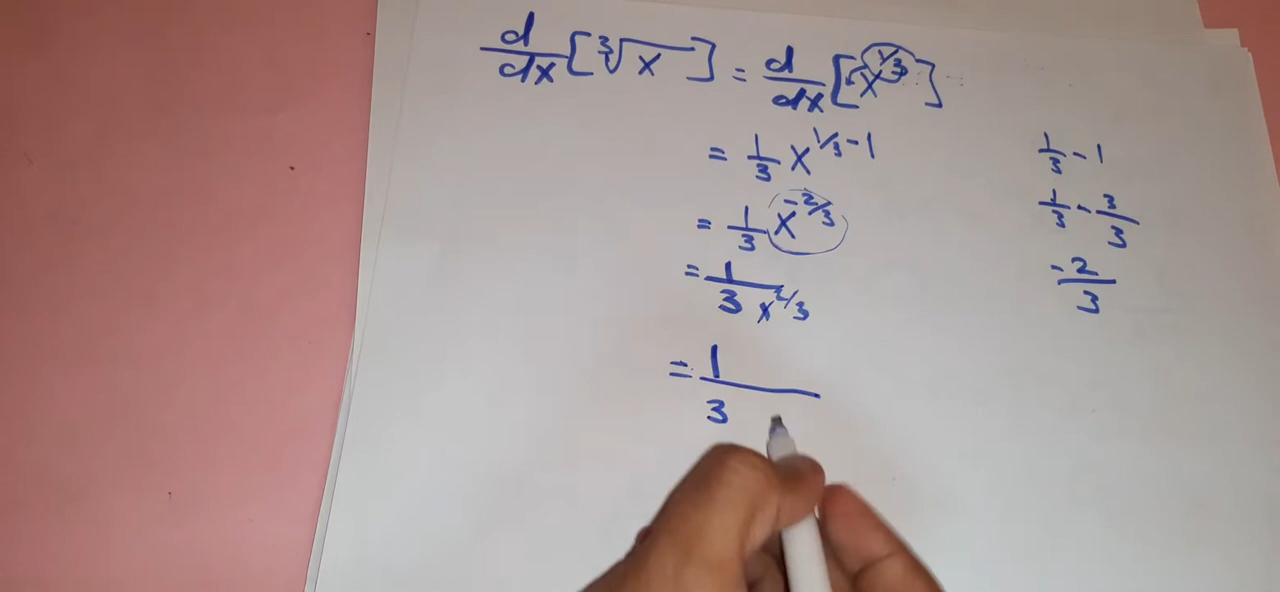 d/dx [∛x] = d/dx [x^1/3]
= 1/3 x^1/3-1
= 1/3 x^-2/3
= 1/3x^2/3
= 1/3
1/3 - 1
1/3 - 3/3
-2/3